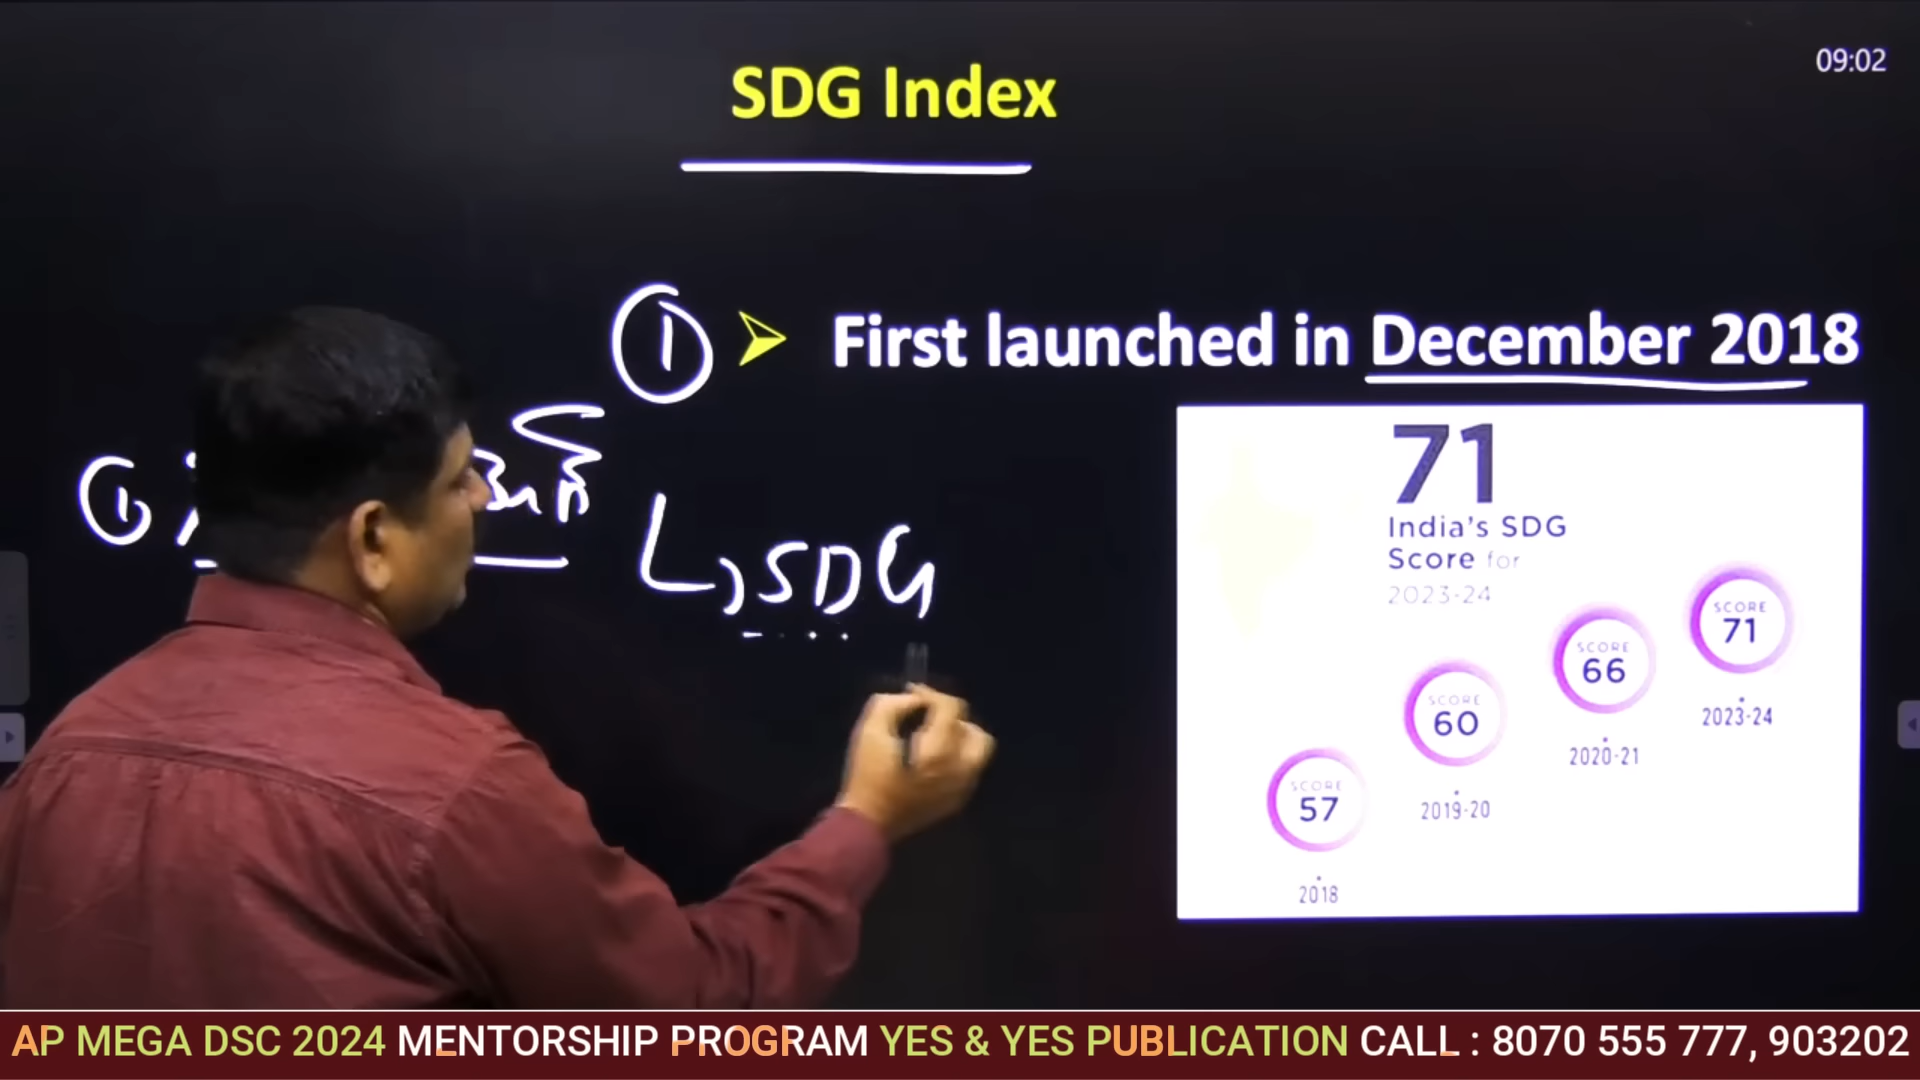 09:02
SDG Index
① ➤ First launched in December 2018
①
↳ SDG
71
India's SDG
Score for
2023-24
SCORE
57
2018
SCORE
60
2019-20
SCORE
66
2020-21
SCORE
71
2023-24
AP MEGA DSC 2024 MENTORSHIP PROGRAM YES & YES PUBLICATION CALL : 8070 555 777, 903202